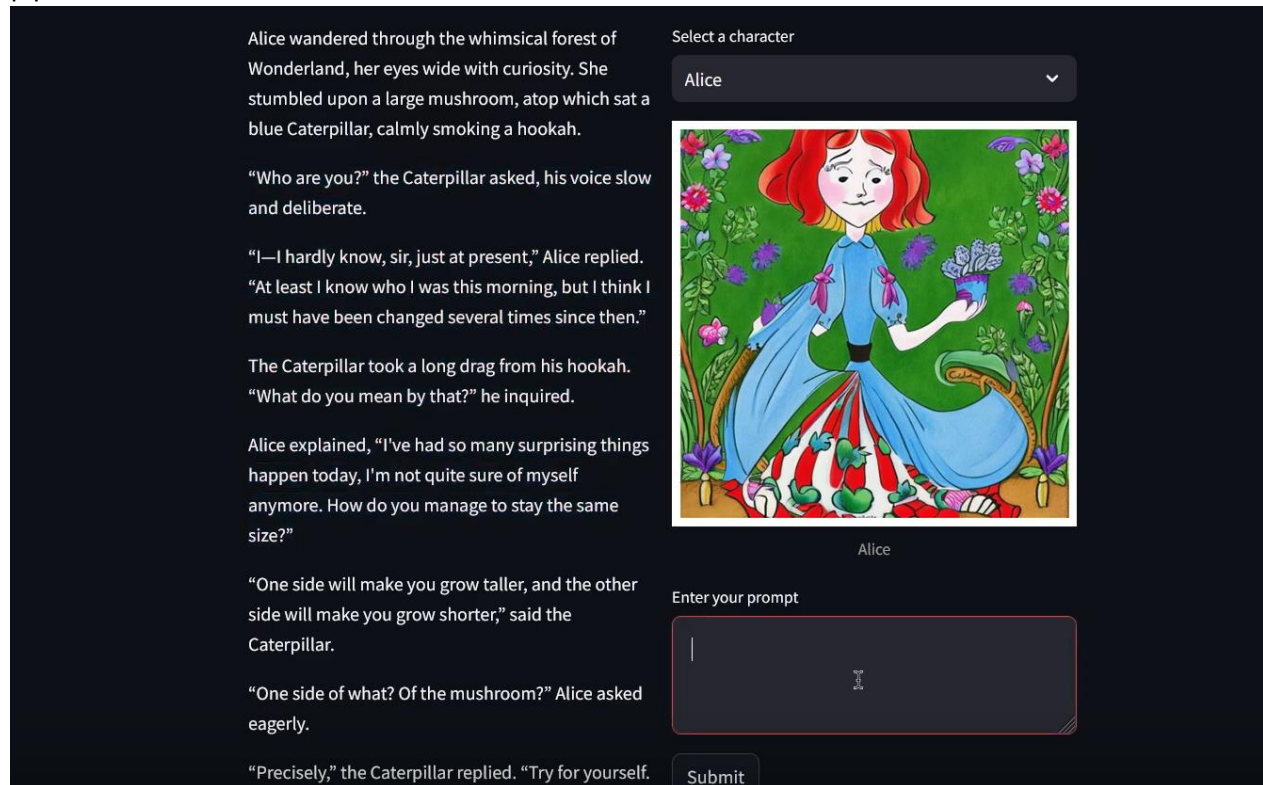 Alice wandered through the whimsical forest of
Wonderland, her eyes wide with curiosity. She
stumbled upon a large mushroom, atop which sat a
blue Caterpillar, calmly smoking a hookah.
“Who are you?” the Caterpillar asked, his voice slow
and deliberate.
“I—I hardly know, sir, just at present,” Alice replied.
“At least I know who I was this morning, but I think I
must have been changed several times since then.”
The Caterpillar took a long drag from his hookah.
“What do you mean by that?” he inquired.
Alice explained, “I've had so many surprising things
happen today, I'm not quite sure of myself
anymore. How do you manage to stay the same
size?”
“One side will make you grow taller, and the other
side will make you grow shorter,” said the
Caterpillar.
“One side of what? Of the mushroom?” Alice asked
eagerly.
“Precisely,” the Caterpillar replied. “Try for yourself.
Select a character
Alice
Alice
Enter your prompt
Submit